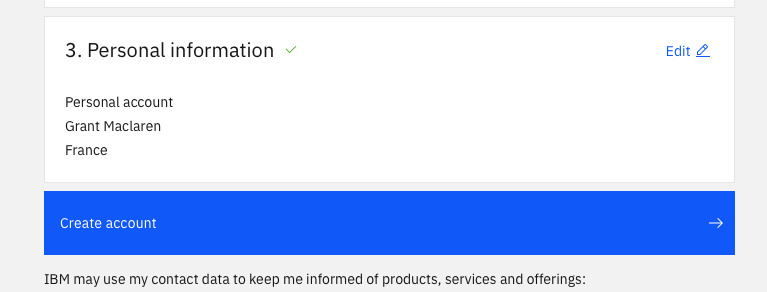 3. Personal information
Edit
Personal account
Grant Maclaren
France
Create account
IBM may use my contact data to keep me informed of products, services and offerings: